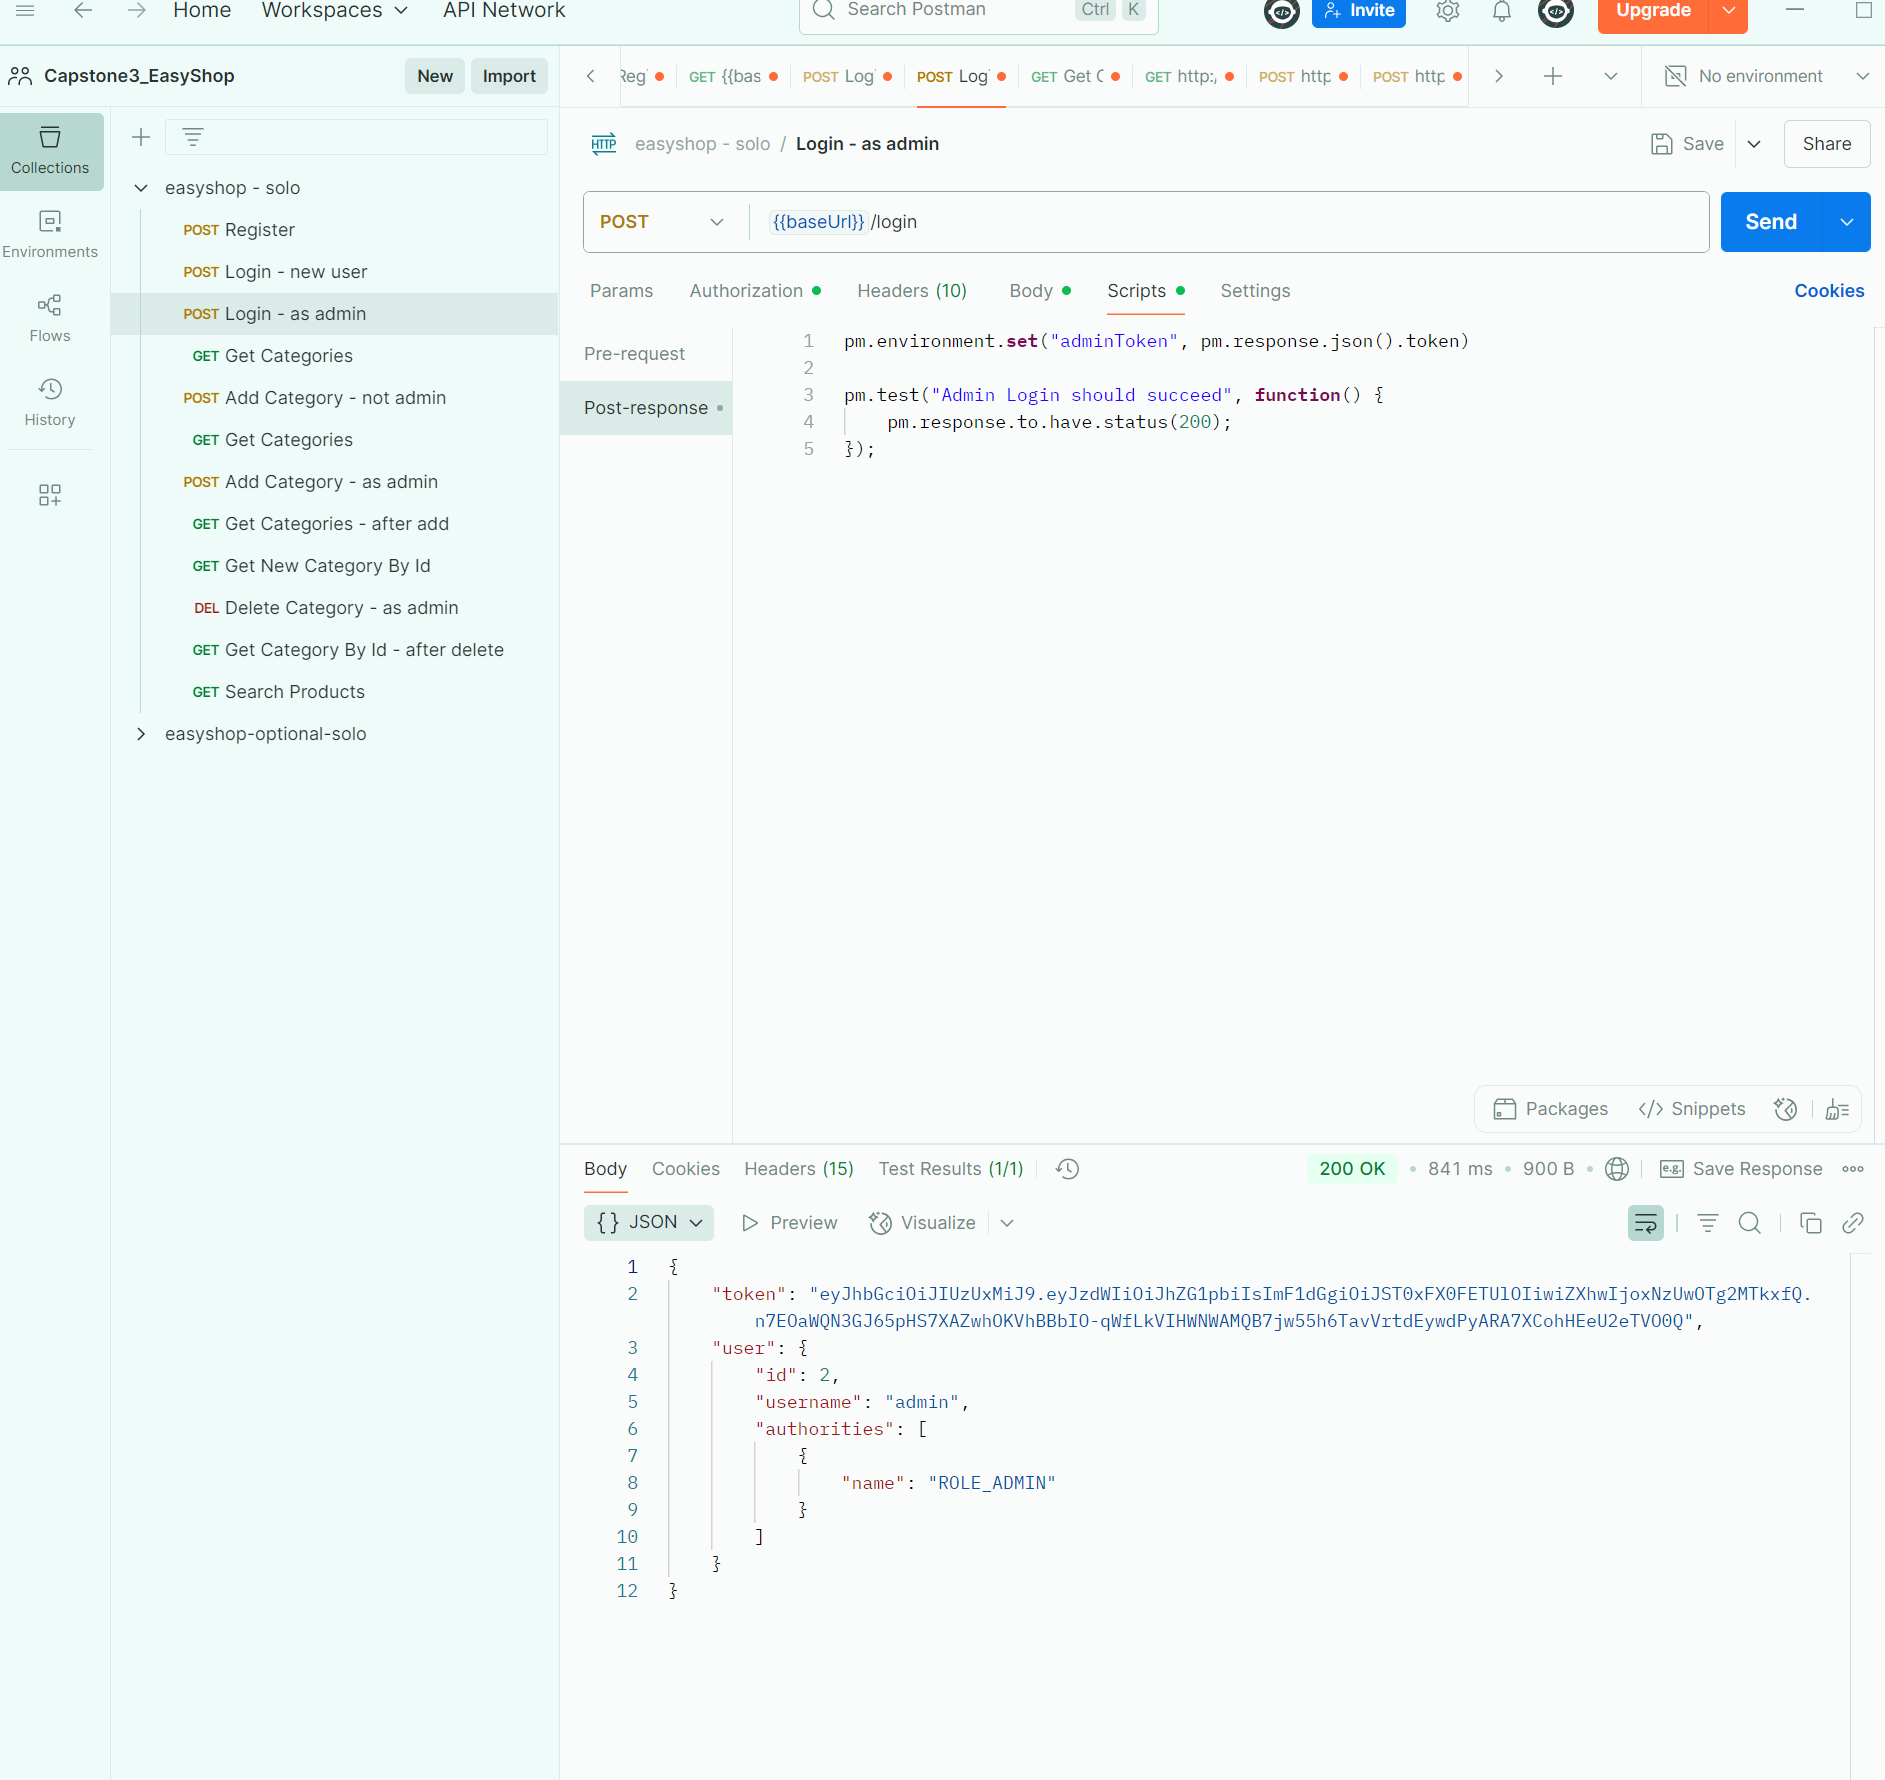 Home Workspaces API Network Search Postman Ctrl K Invite Upgrade
Capstone3_EasyShop New Import
Reg GET {{bas POST Log POST Log GET Get C GET http:/ POST http POST http No environment
Collections
Environments
Flows
History
easyshop - solo
POST Register
POST Login - new user
POST Login - as admin
GET Get Categories
POST Add Category - not admin
GET Get Categories
POST Add Category - as admin
GET Get Categories - after add
GET Get New Category By Id
DEL Delete Category - as admin
GET Get Category By Id - after delete
GET Search Products
easyshop-optional-solo
HTTP easyshop - solo / Login - as admin Save Share
POST {{baseUrl}}/login Send
Params Authorization Headers (10) Body Scripts Settings Cookies
Pre-request
Post-response
1 pm.environment.set("adminToken", pm.response.json().token)
2
3 pm.test("Admin Login should succeed", function() {
4 pm.response.to.have.status(200);
5 });
Packages </> Snippets
Body Cookies Headers (15) Test Results (1/1) 200 OK • 841 ms • 900 B • e.g. Save Response
{} JSON Preview Visualize
1 {
2 "token": "eyJhbGciOiJIUzUxMiJ9.eyJzdWIiOiJhZG1pbiIsImF1dGgiOiJST0xFX0FETUlOIiwiZXhwIjoxNzUwOTg2MTkxfQ.
n7EOaWQN3GJ65pHS7XAZwhOKVhBBbIO-qWfLkVIHWNWAMQB7jw55h6TavVrtdEywdPyARA7XCohHEeU2eTVO0Q",
3 "user": {
4 "id": 2,
5 "username": "admin",
6 "authorities": [
7 {
8 "name": "ROLE_ADMIN"
9 }
10 ]
11 }
12 }